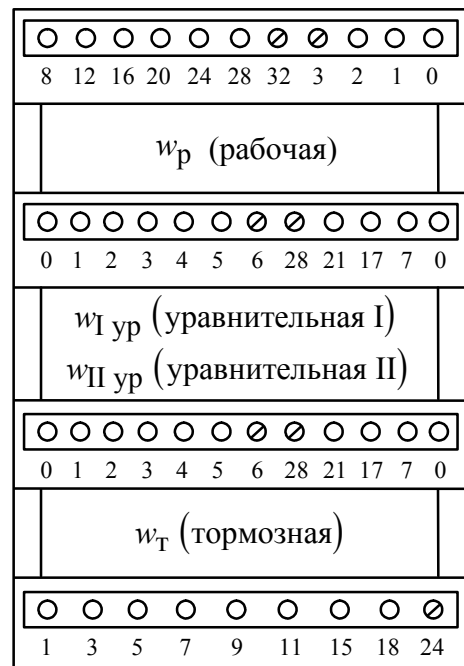 8 12 16 20 24 28 32 3 2 1 0
wр (рабочая)
0 1 2 3 4 5 6 28 21 17 7 0
wI ур (уравнительная I)
wII ур (уравнительная II)
0 1 2 3 4 5 6 28 21 17 7 0
wт (тормозная)
1 3 5 7 9 11 15 18 24